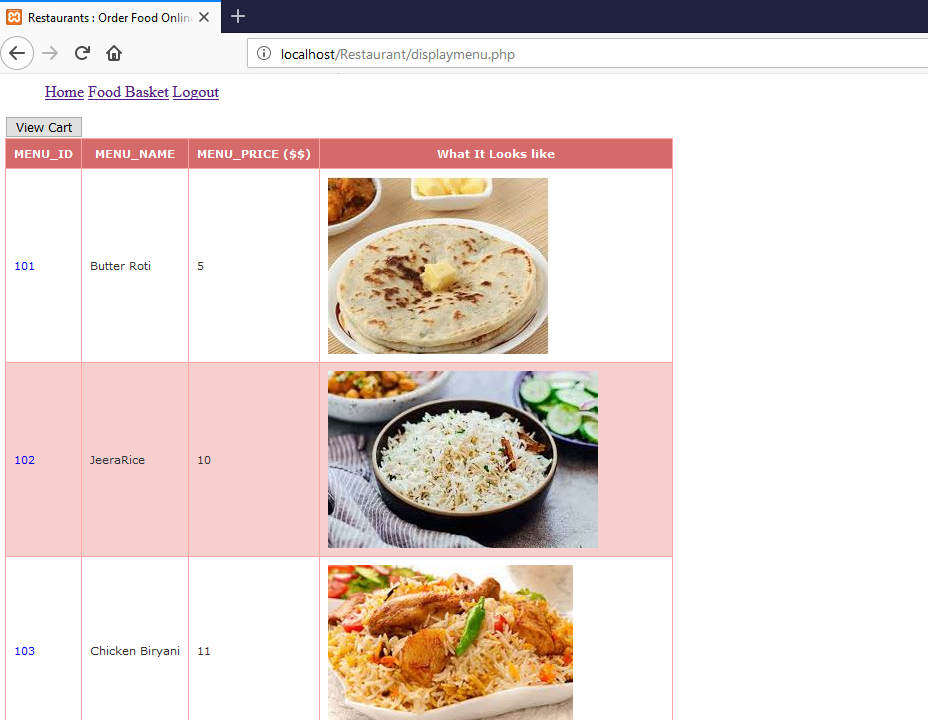 Restaurants : Order Food Onlin
localhost/Restaurant/displaymenu.php
Home Food Basket Logout
View Cart
MENU_ID MENU_NAME MENU_PRICE ($$) What It Looks like
101 Butter Roti 5
102 JeeraRice 10
103 Chicken Biryani 11